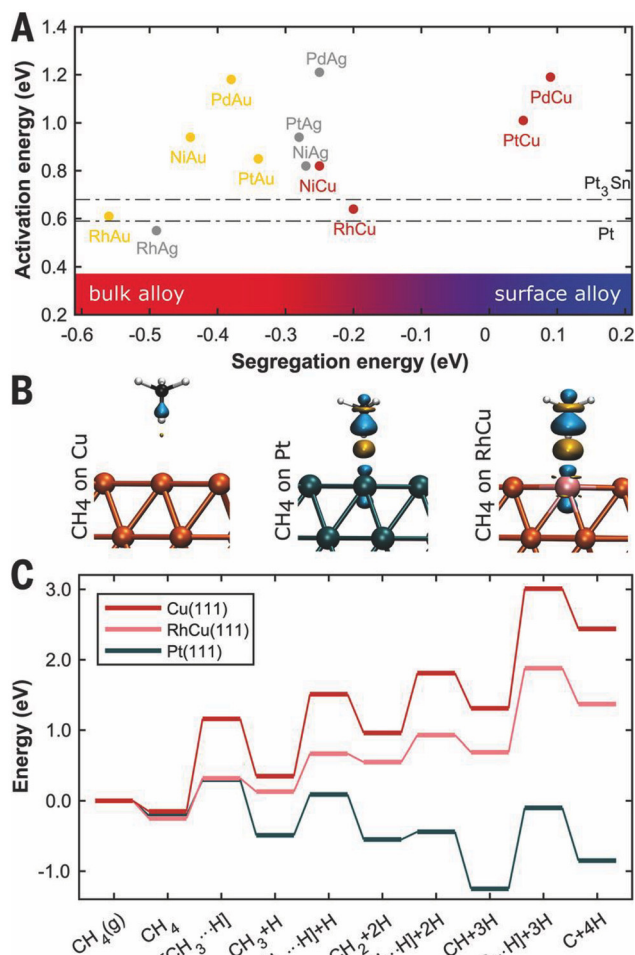 A
Activation energy (eV)
1.4
1.2
1.0
0.8
0.6
0.4
0.2
PdAg
PdAu
PdCu
PtAg
NiAu
PtCu
NiAg
PtAu
NiCu
Pt3Sn
RhAu
RhCu
Pt
RhAg
bulk alloy
surface alloy
-0.6 -0.5 -0.4 -0.3 -0.2 -0.1 0 0.1 0.2
Segregation energy (eV)
B
CH4 on Cu
CH4 on Pt
CH4 on RhCu
C
Energy (eV)
3.0
2.0
1.0
0.0
-1.0
Cu(111)
RhCu(111)
Pt(111)
CH4(g)
CH4
[CH3···H]
CH3+H
···H]+H
CH2+2H
···H]+2H
CH+3H
···H]+3H
C+4H